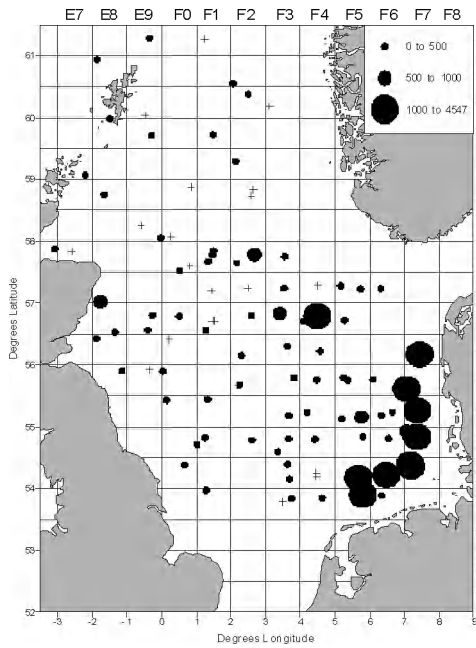 E7 E8 E9 F0 F1 F2 F3 F4 F5 F6 F7 F8
0 to 500
500 to 1000
1000 to 4547
61
60
59
58
57
56
55
54
53
52
Degrees Latitude
-3 -2 -1 0 1 2 3 4 5 6 7 8 9
Degrees Longitude